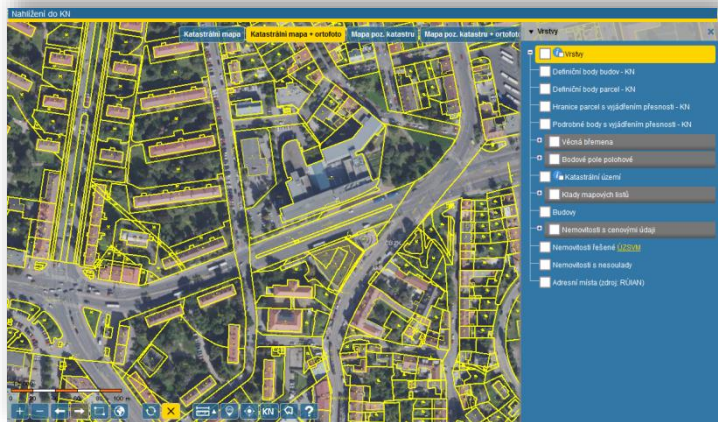 Nahlížení do KN
Katastrální mapa
Katastrální mapa + ortofoto
Mapa poz. katastru
Mapa poz. katastru + ortofoto
Vrstvy
Vrstvy
Definiční body budov - KN
Definiční body parcel - KN
Hranice parcel s vyjádřením přesnosti - KN
Podrobné body s vyjádřením přesnosti - KN
Věcná břemena
Bodové pole polohové
Katastrální území
Klady mapových listů
Budovy
Nemovitosti s cenovými údaji
Nemovitosti řešené ÚZSVM
Nemovitosti s nesoulady
Adresní místa (zdroj: RÚIAN)
KN
?